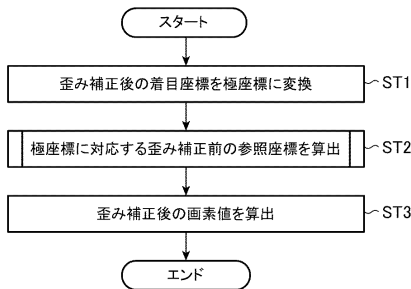 スタート
歪み補正後の着目座標を極座標に変換
ST1
極座標に対応する歪み補正前の参照座標を算出
ST2
歪み補正後の画素値を算出
ST3
エンド